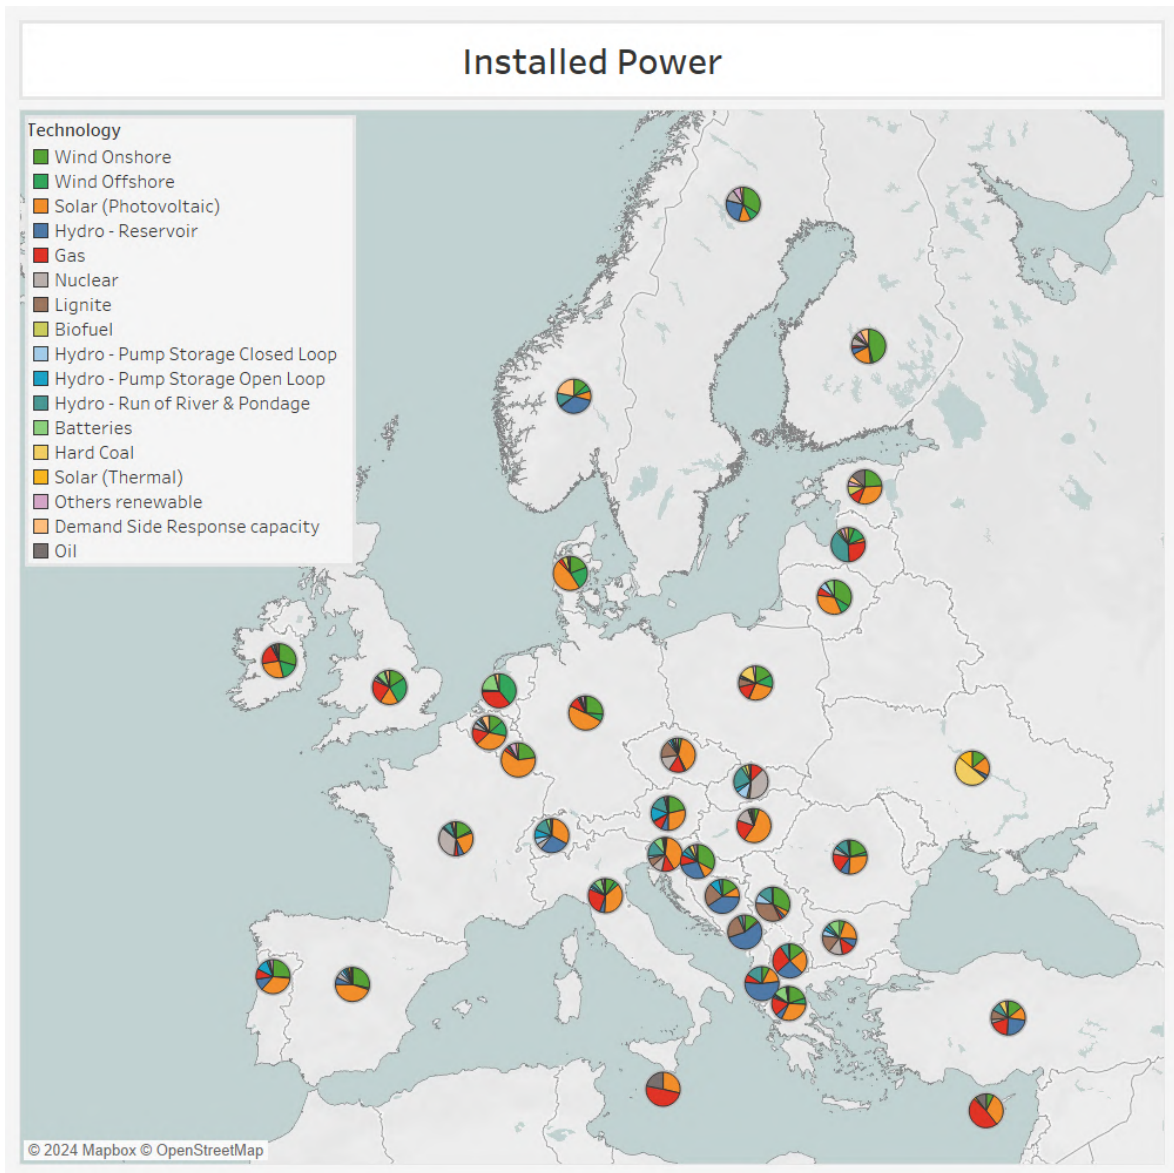 Installed Power
Technology
Wind Onshore
Wind Offshore
Solar (Photovoltaic)
Hydro - Reservoir
Gas
Nuclear
Lignite
Biofuel
Hydro - Pump Storage Closed Loop
Hydro - Pump Storage Open Loop
Hydro - Run of River & Pondage
Batteries
Hard Coal
Solar (Thermal)
Others renewable
Demand Side Response capacity
Oil
© 2024 Mapbox © OpenStreetMap